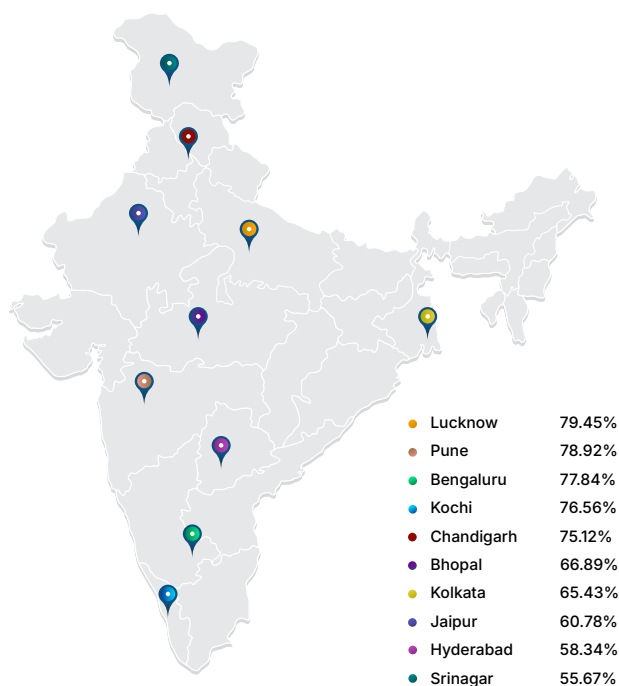 Lucknow 79.45%
Pune 78.92%
Bengaluru 77.84%
Kochi 76.56%
Chandigarh 75.12%
Bhopal 66.89%
Kolkata 65.43%
Jaipur 60.78%
Hyderabad 58.34%
Srinagar 55.67%